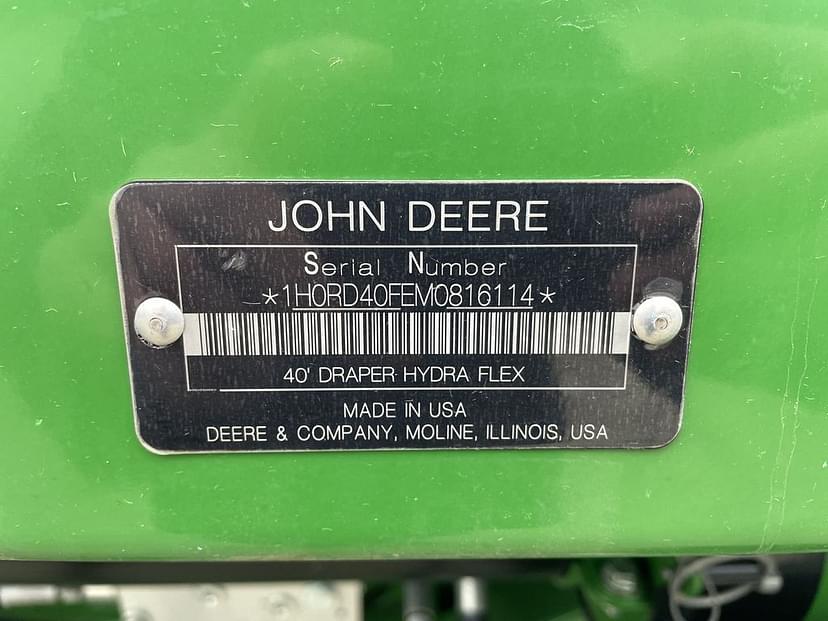 JOHN DEERE
Serial Number
*1H0RD40FEM0816114*
40' DRAPER HYDRA FLEX
MADE IN USA
DEERE & COMPANY, MOLINE, ILLINOIS, USA